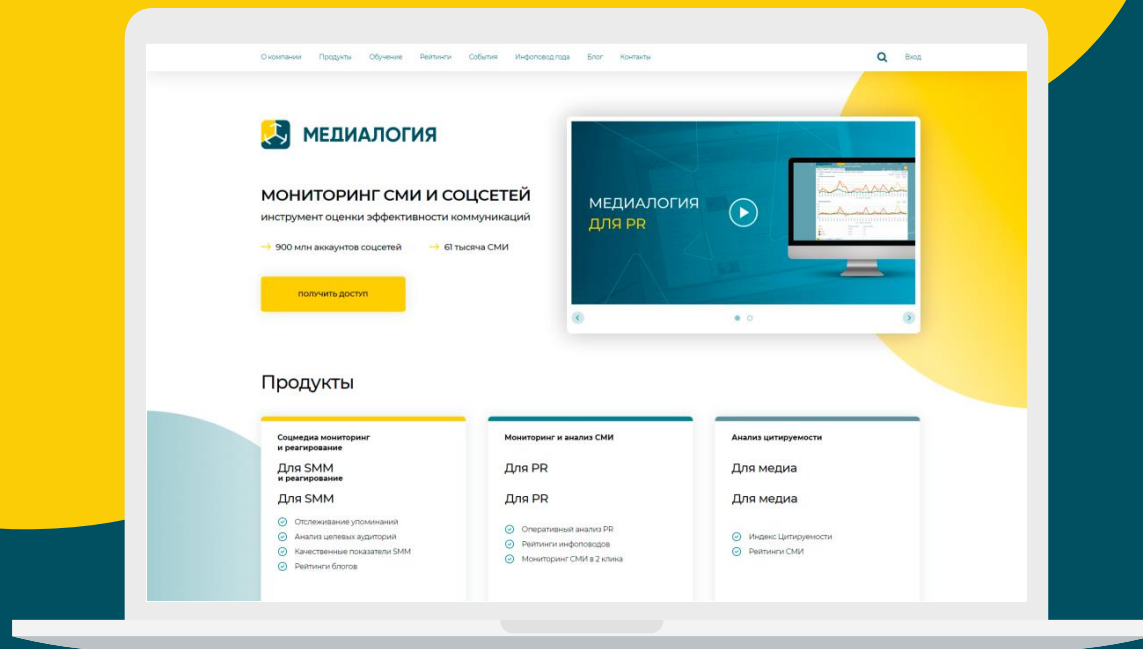 О компании Продукты Обучение Рейтинги События Инфоповод года Блог Контакты Вход
МЕДИАЛОГИЯ
МОНИТОРИНГ СМИ И СОЦСЕТЕЙ
инструмент оценки эффективности коммуникаций
900 млн аккаунтов соцсетей 61 тысяча СМИ
ПОЛУЧИТЬ ДОСТУП
МЕДИАЛОГИЯ
ДЛЯ PR
Продукты
Соцмедиа мониторинг
и реагирование
Для SMM
и реагирование
Для SMM
Отслеживание упоминаний
Анализ целевых аудиторий
Качественные показатели SMM
Рейтинги блогов
Мониторинг и анализ СМИ
Для PR
Для PR
Оперативный анализ PR
Рейтинги инфоповодов
Мониторинг СМИ в 2 клика
Анализ цитируемости
Для медиа
Для медиа
Индекс Цитируемости
Рейтинги СМИ